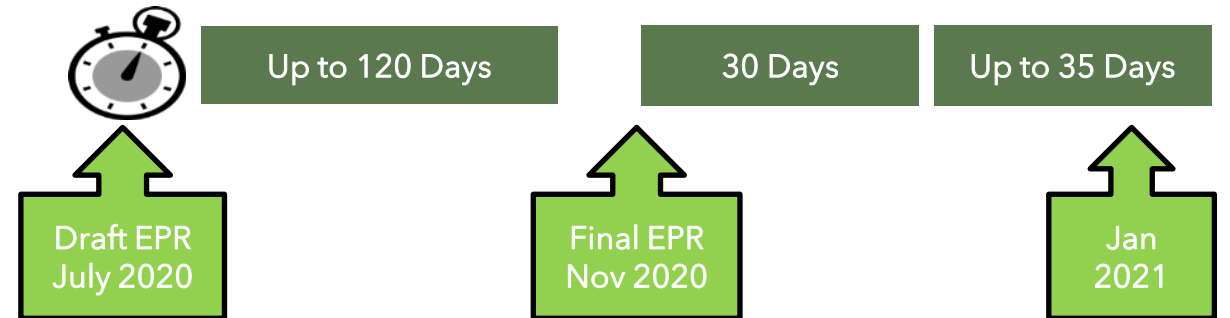 Up to 120 Days
30 Days
Up to 35 Days
Draft EPR
July 2020
Final EPR
Nov 2020
Jan
2021